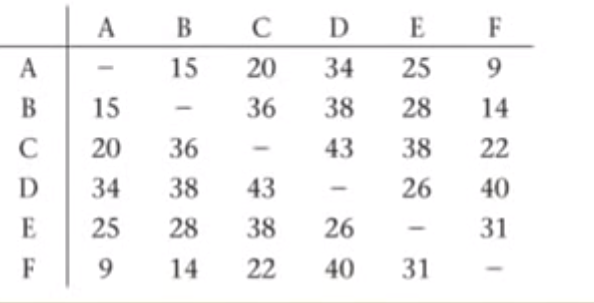 A B C D E F
A – 15 20 34 25 9
B 15 – 36 38 28 14
C 20 36 – 43 38 22
D 34 38 43 – 26 40
E 25 28 38 26 – 31
F 9 14 22 40 31 –